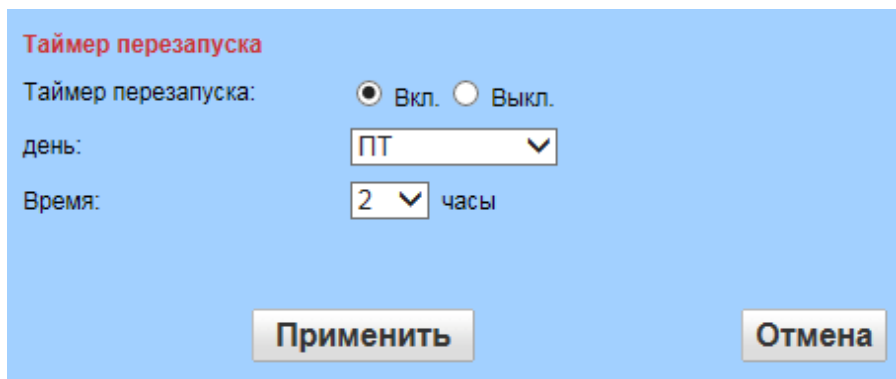 Таймер перезапуска
Таймер перезапуска: Вкл. Выкл.
день: ПТ
Время: 2 часы
Применить Отмена